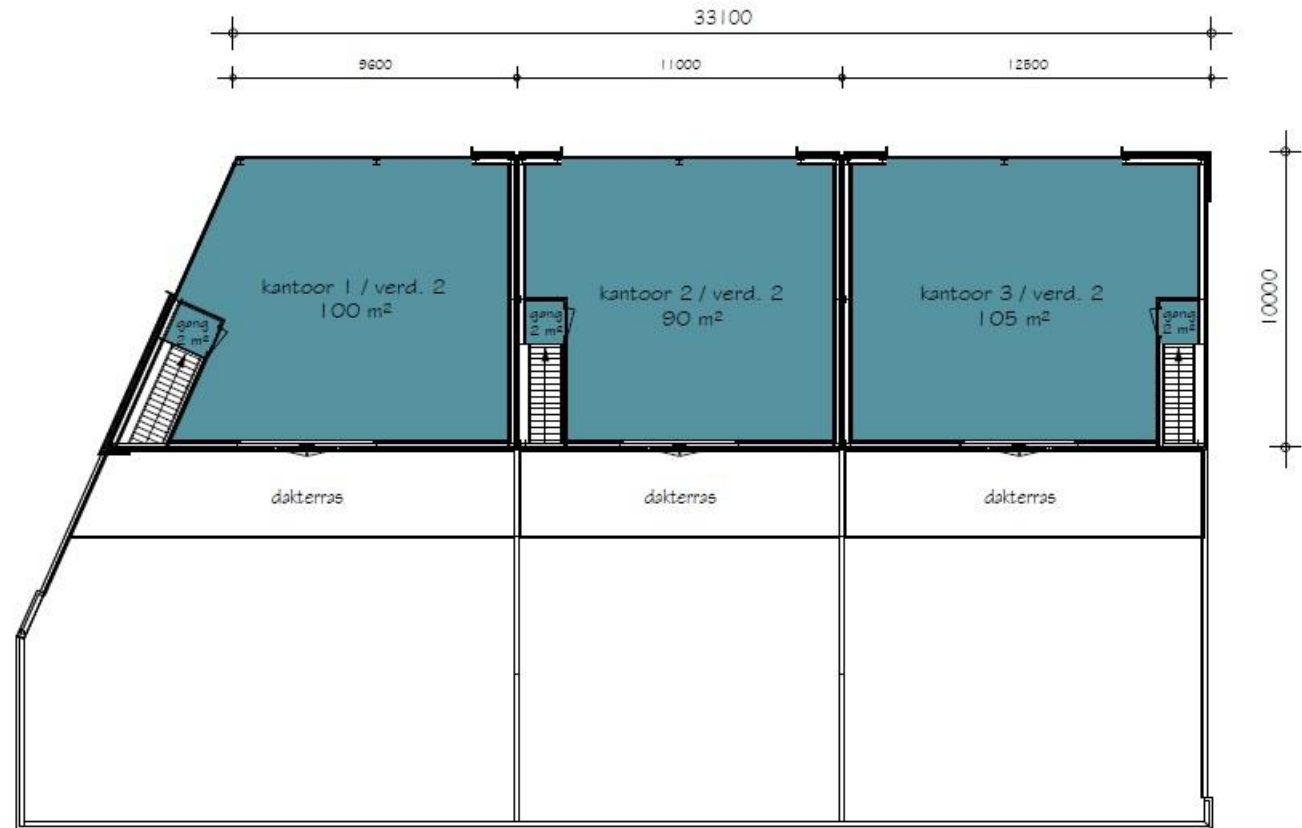 33100
9600
11000
12500
10000
kantoor 1 / verd. 2
100 m²
kantoor 2 / verd. 2
90 m²
kantoor 3 / verd. 2
105 m²
gang
2 m²
gang
2 m²
gang
2 m²
dakterras
dakterras
dakterras